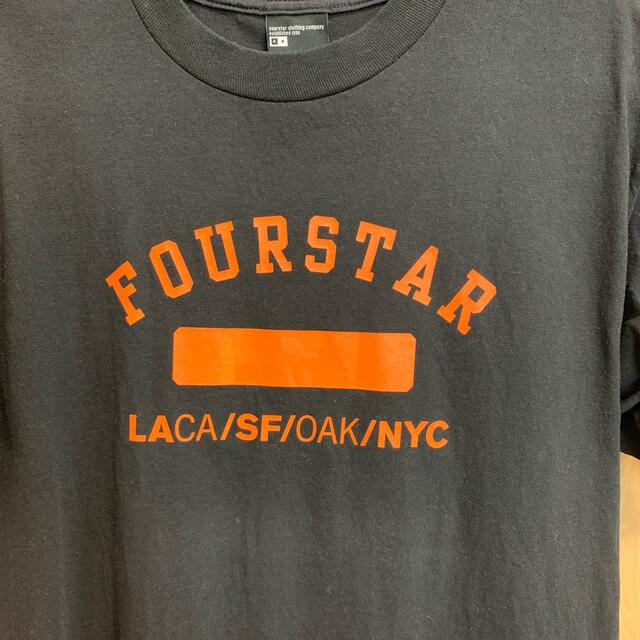 fourstar clothing company
established 1996
FOURSTAR
LACA/SF/OAK/NYC